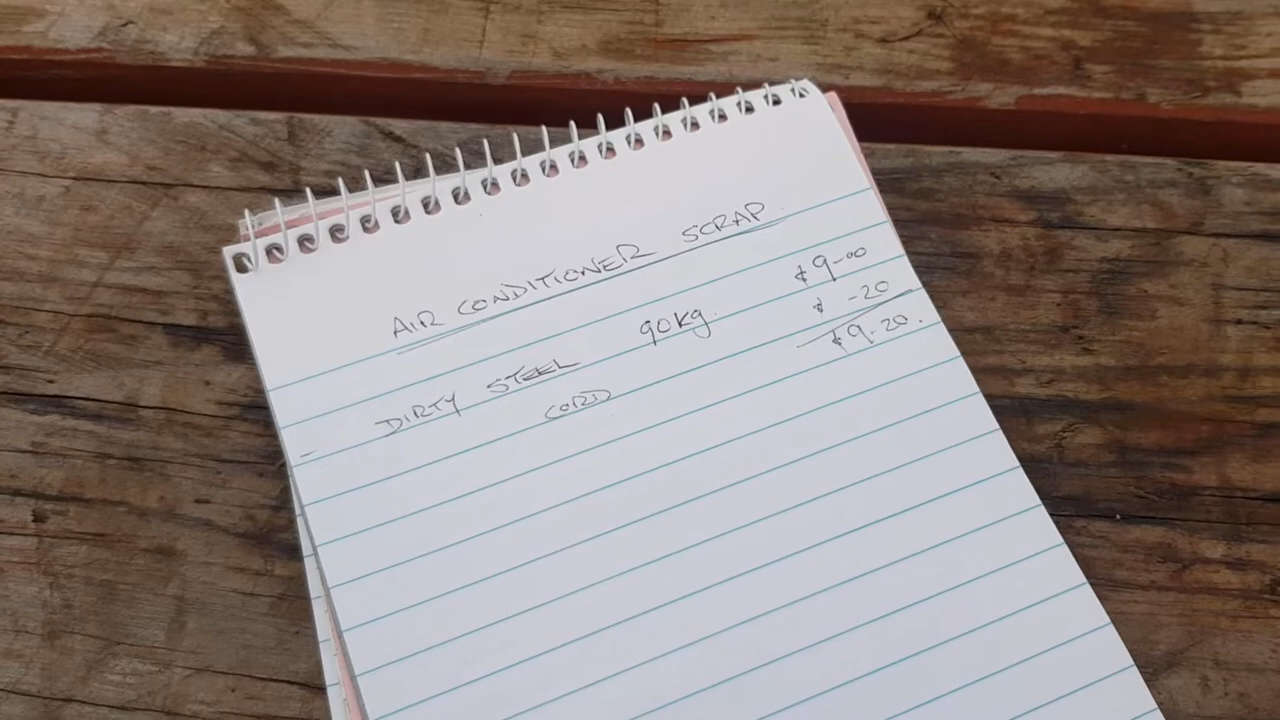 AIR CONDITIONER SCRAP
DIRTY STEEL 90kg. $9-00
CORD $ -20
$9-20.